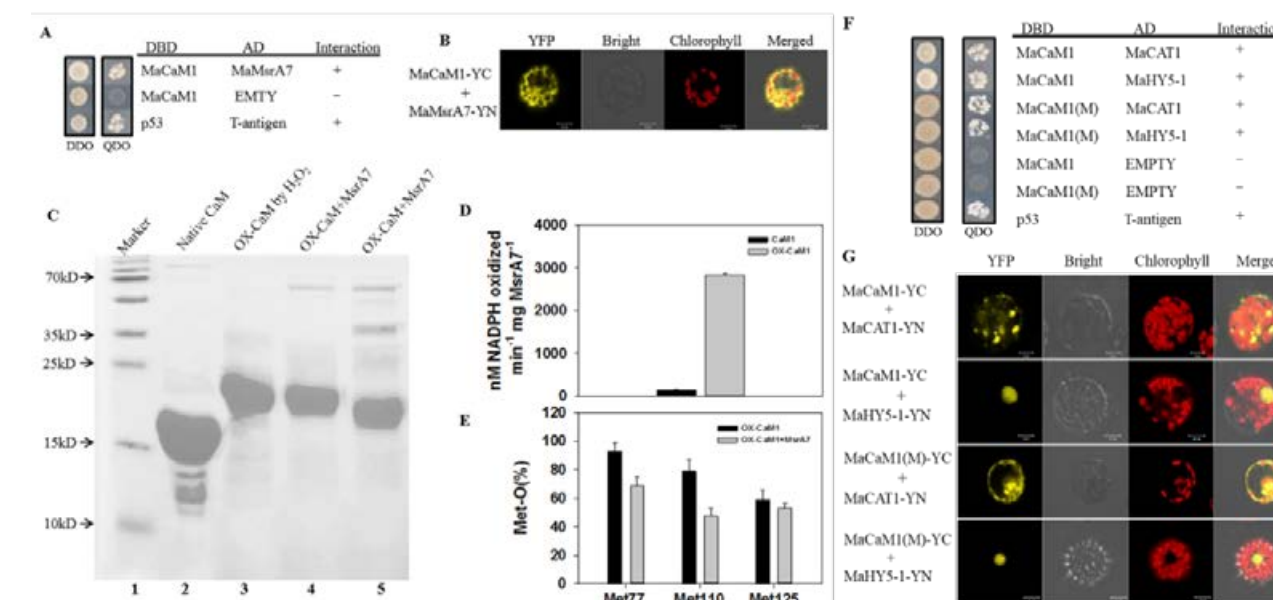 A
DBD AD Interaction
MaCaM1 MaMsrA7 +
MaCaM1 EMTY −
p53 T-antigen +
DDO QDO
B
YFP Bright Chlorophyll Merged
MaCaM1-YC
+
MaMsrA7-YN
C
Marker
Native CaM
OX-CaM by H₂O₂
OX-CaM+MsrA7
OX-CaM+MsrA7
70kD
35kD
25kD
15kD
10kD
1 2 3 4 5
D
nM NADPH oxidized
min⁻¹ mg MsrA7⁻¹
4000
3000
2000
1000
0
CaM1
OX-CaM1
E
Met-O(%)
120
100
80
60
40
20
0
OX-CaM1
OX-CaM1+MsrA7
Met77 Met110 Met125
F
DBD AD Interactio
MaCaM1 MaCAT1 +
MaCaM1 MaHY5-1 +
MaCaM1(M) MaCAT1 +
MaCaM1(M) MaHY5-1 +
MaCaM1 EMPTY −
MaCaM1(M) EMPTY −
p53 T-antigen +
DDO QDO
G
YFP Bright Chlorophyll Merge
MaCaM1-YC
+
MaCAT1-YN
MaCaM1-YC
+
MaHY5-1-YN
MaCaM1(M)-YC
+
MaCAT1-YN
MaCaM1(M)-YC
+
MaHY5-1-YN